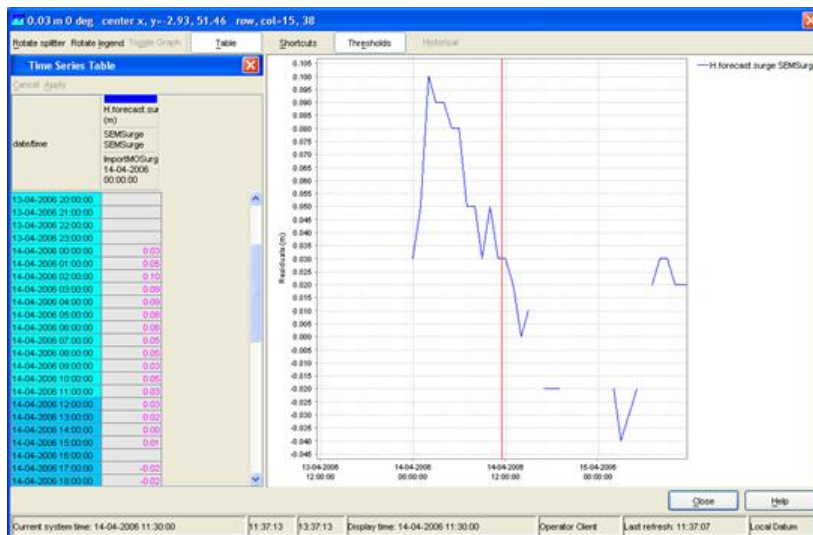 0.03 m 0 deg center x, y=-2.93, 51.46 row, col=15, 38
Rotate splitter Rotate legend Toggle Graph Table Shortcuts Thresholds Historical
Time Series Table
Cancel Apply
date/time
H.forecast.sur
(m)
SEMSurge
SEMSurge
ImportMOSurg
14-04-2006
00:00:00
13-04-2006 20:00:00
13-04-2006 21:00:00
13-04-2006 22:00:00
13-04-2006 23:00:00
14-04-2006 00:00:00 0.03
14-04-2006 01:00:00 0.05
14-04-2006 02:00:00 0.10
14-04-2006 03:00:00 0.09
14-04-2006 04:00:00 0.09
14-04-2006 05:00:00 0.08
14-04-2006 06:00:00 0.08
14-04-2006 07:00:00 0.05
14-04-2006 08:00:00 0.05
14-04-2006 09:00:00 0.03
14-04-2006 10:00:00 0.05
14-04-2006 11:00:00 0.03
14-04-2006 12:00:00 0.03
14-04-2006 13:00:00 0.02
14-04-2006 14:00:00 0.00
14-04-2006 15:00:00 0.01
14-04-2006 16:00:00
14-04-2006 17:00:00 -0.02
14-04-2006 18:00:00 -0.02
Residuals (m)
0.105
0.100
0.095
0.090
0.085
0.080
0.075
0.070
0.065
0.060
0.055
0.050
0.045
0.040
0.035
0.030
0.025
0.020
0.015
0.010
0.005
0.000
-0.005
-0.010
-0.015
-0.020
-0.025
-0.030
-0.035
-0.040
-0.045
13-04-2006 14-04-2006 14-04-2006 15-04-2006
12:00:00 00:00:00 12:00:00 00:00:00
H.forecast.surge SEMSurg
Close Help
Current system time: 14-04-2006 11:30:00 11:37:13 13:37:13 Display time: 14-04-2006 11:30:00 Operator Client Last refresh: 11:37:07 Local Datum